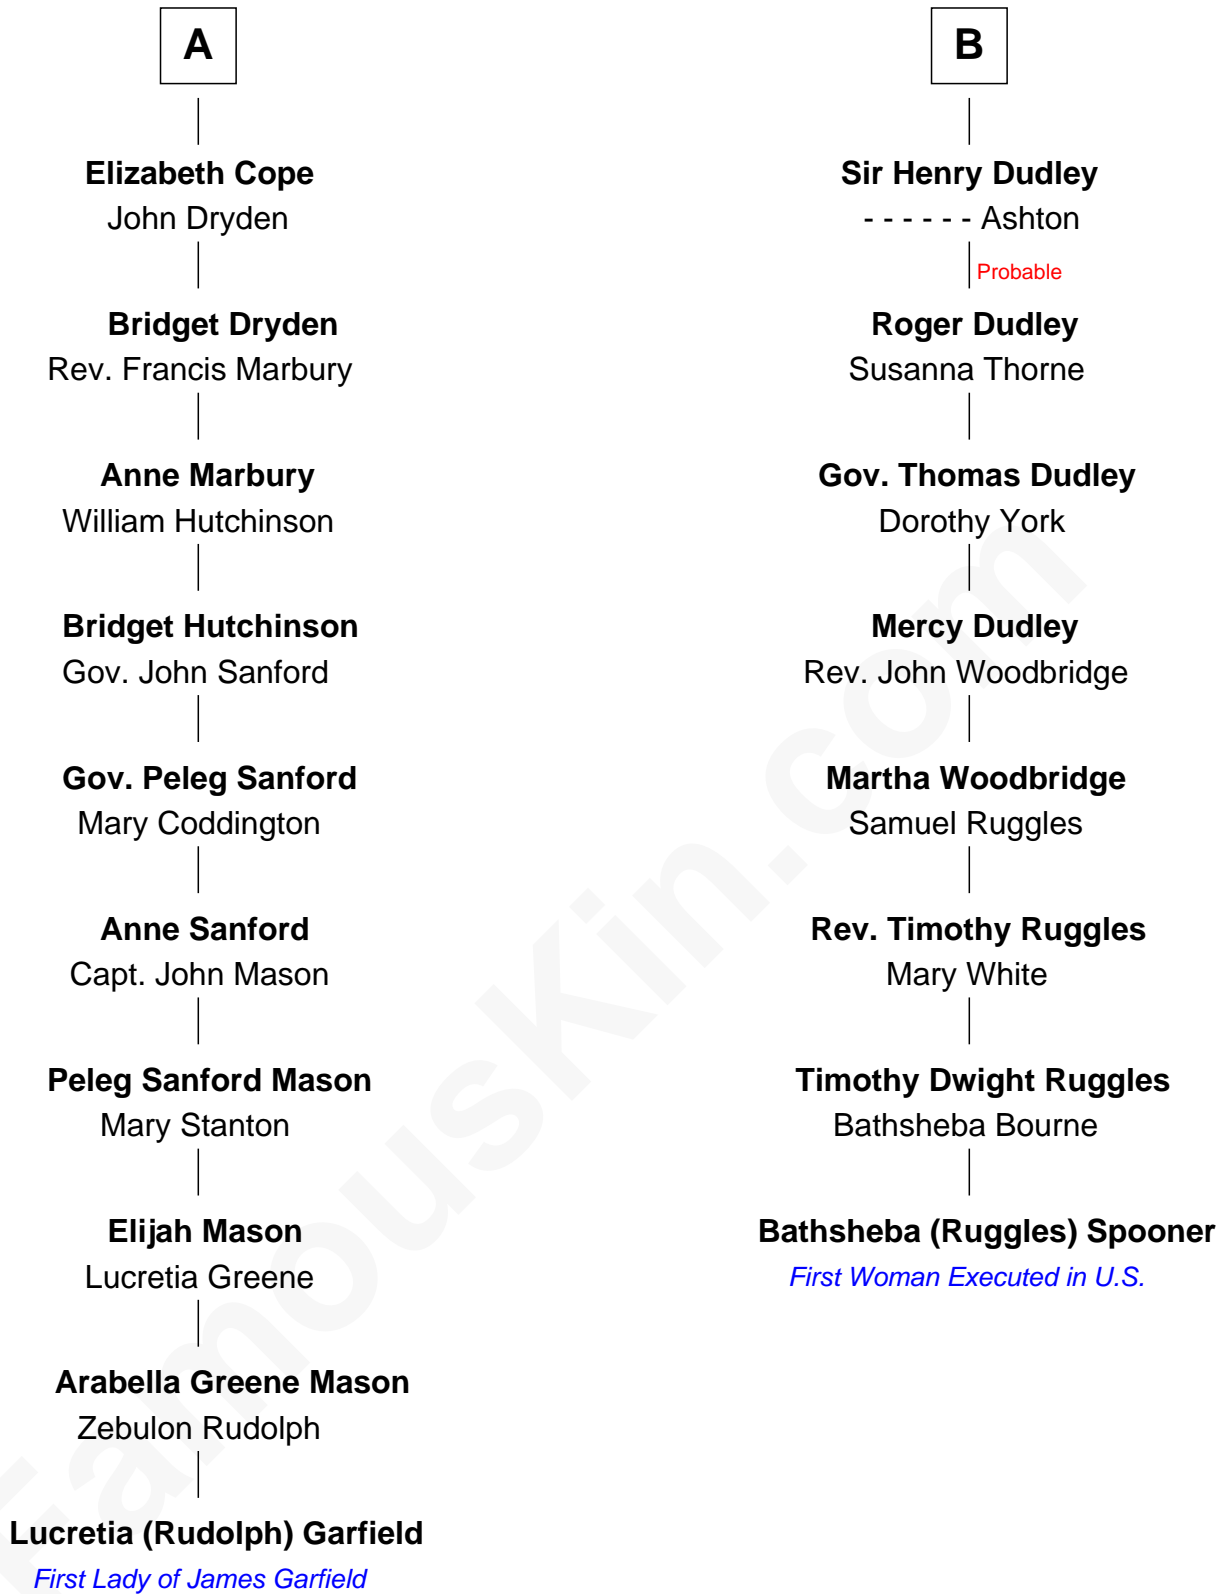 A
Elizabeth Cope
John Dryden
Bridget Dryden
Rev. Francis Marbury
Anne Marbury
William Hutchinson
Bridget Hutchinson
Gov. John Sanford
Gov. Peleg Sanford
Mary Coddington
Anne Sanford
Capt. John Mason
Peleg Sanford Mason
Mary Stanton
Elijah Mason
Lucretia Greene
Arabella Greene Mason
Zebulon Rudolph
Lucretia (Rudolph) Garfield
First Lady of James Garfield
B
Sir Henry Dudley
- - - - - - Ashton
Probable
Roger Dudley
Susanna Thorne
Gov. Thomas Dudley
Dorothy York
Mercy Dudley
Rev. John Woodbridge
Martha Woodbridge
Samuel Ruggles
Rev. Timothy Ruggles
Mary White
Timothy Dwight Ruggles
Bathsheba Bourne
Bathsheba (Ruggles) Spooner
First Woman Executed in U.S.
FamousKin.com